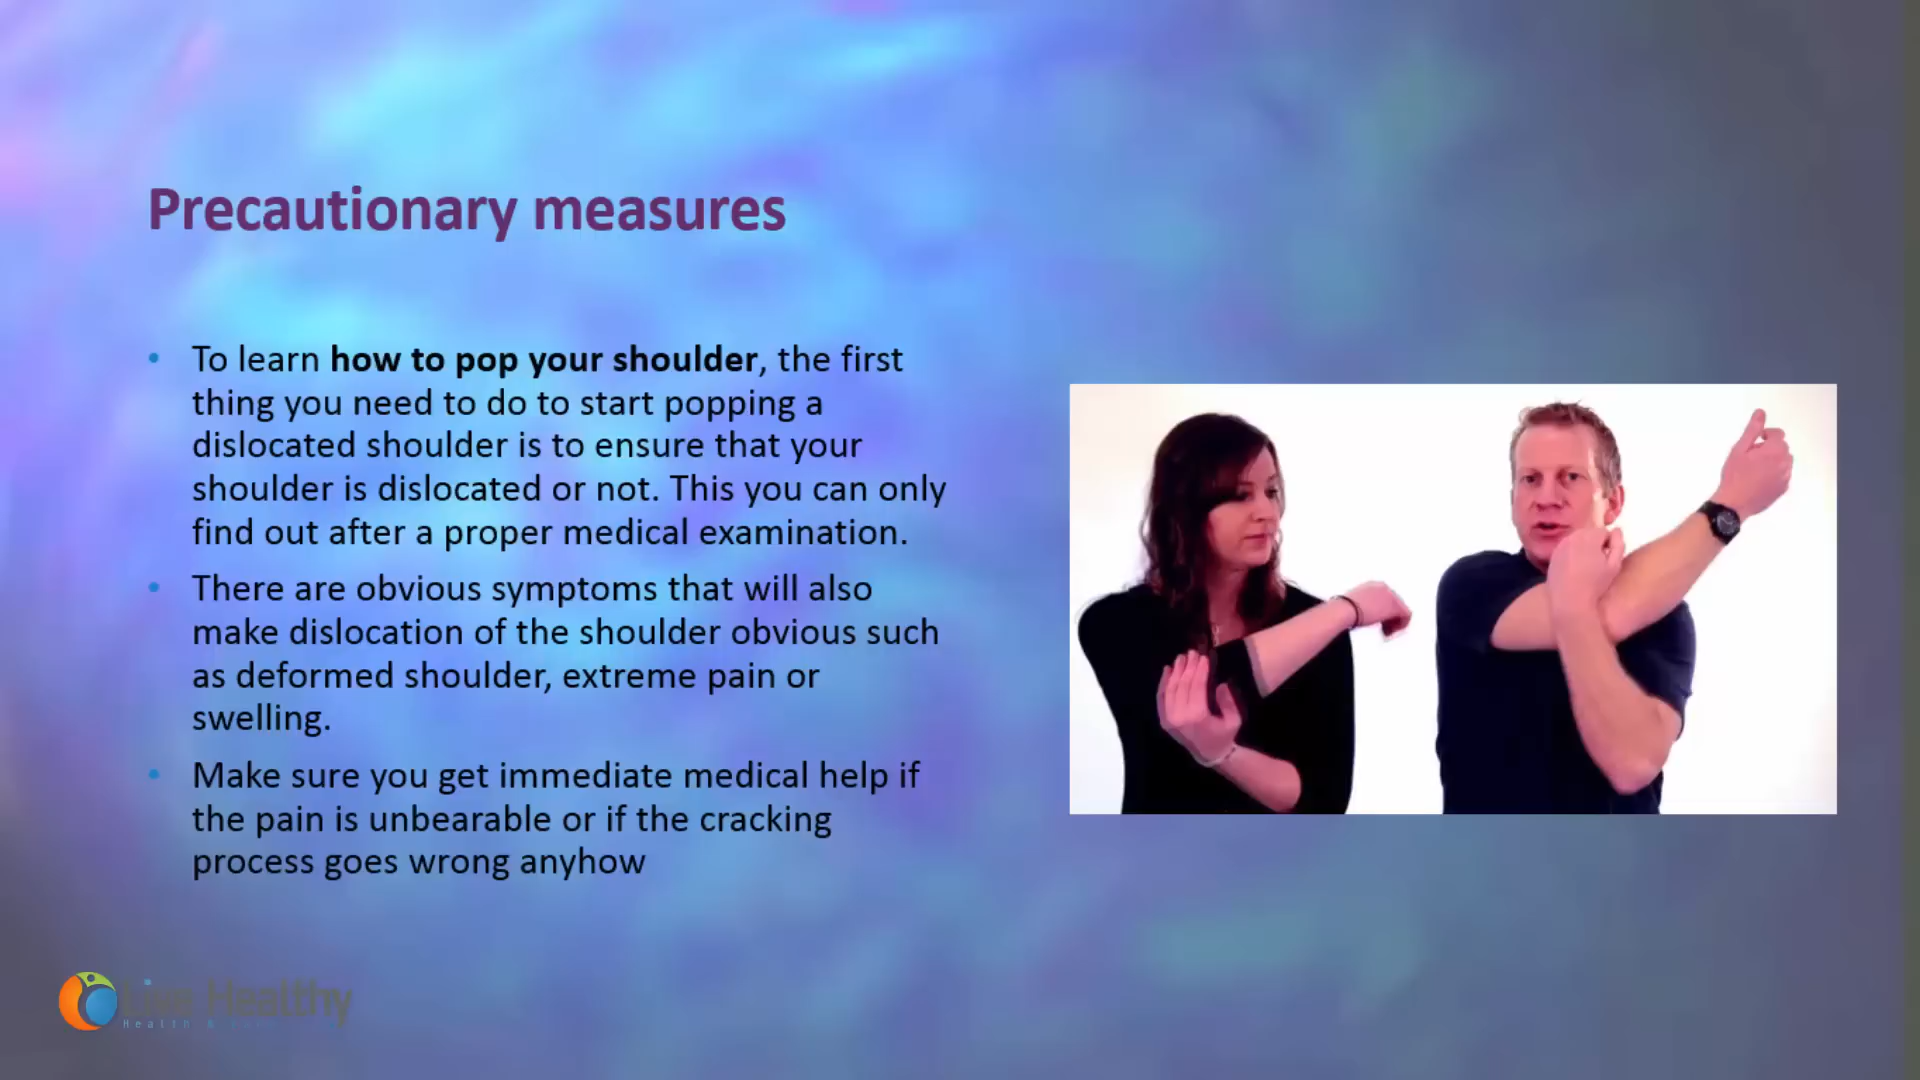 Precautionary measures
• To learn how to pop your shoulder, the first
thing you need to do to start popping a
dislocated shoulder is to ensure that your
shoulder is dislocated or not. This you can only
find out after a proper medical examination.
• There are obvious symptoms that will also
make dislocation of the shoulder obvious such
as deformed shoulder, extreme pain or
swelling.
• Make sure you get immediate medical help if
the pain is unbearable or if the cracking
process goes wrong anyhow
Live Healthy
Health &